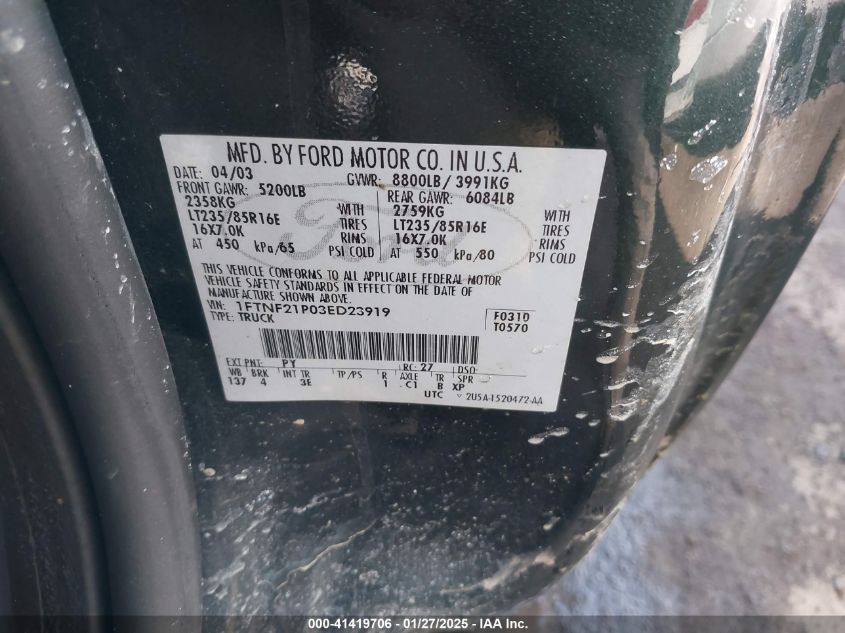 MFD. BY FORD MOTOR CO. IN U.S.A.
DATE: 04/03 GVWR: 8800LB/ 3991KG
FRONT GAWR: 5200LB REAR GAWR: 6084LB
2358KG WITH 2759KG WITH
LT235/85R16E TIRES LT235/85R16E TIRES
16X7.0K RIMS 16X7.0K RIMS
AT 450 kPa/65 PSI COLD AT 550 kPa/80 PSI COLD
THIS VEHICLE CONFORMS TO ALL APPLICABLE FEDERAL MOTOR
VEHICLE SAFETY STANDARDS IN EFFECT ON THE DATE OF
MANUFACTURE SHOWN ABOVE.
VIN: 1FTNF21P03ED23919 F0310
TYPE: TRUCK T0570
EXT PNT: PY RC: 27 DSO:
WB BRK INT TR TP/PS R AXLE TR SPR
137 4 3E 1 C1 B XP
UTC 2U5A-1520472-AA
Ford
000-41419706 - 01/27/2025 - IAA Inc.